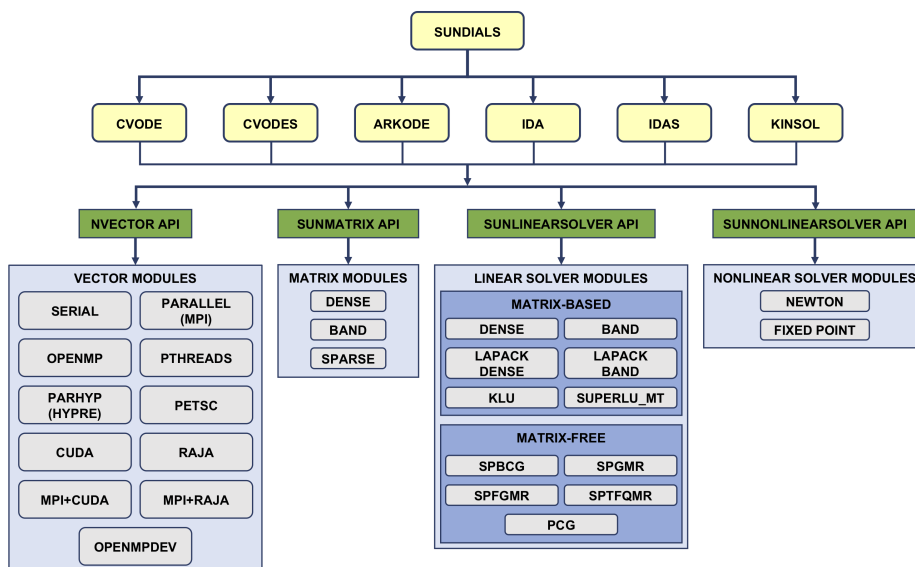 SUNDIALS
CVODE
CVODES
ARKODE
IDA
IDAS
KINSOL
NVECTOR API
SUNMATRIX API
SUNLINEARSOLVER API
SUNNONLINEARSOLVER API
VECTOR MODULES
SERIAL
PARALLEL
(MPI)
OPENMP
PTHREADS
PARHYP
(HYPRE)
PETSC
CUDA
RAJA
MPI+CUDA
MPI+RAJA
OPENMPDEV
MATRIX MODULES
DENSE
BAND
SPARSE
LINEAR SOLVER MODULES
MATRIX-BASED
DENSE
BAND
LAPACK
DENSE
LAPACK
BAND
KLU
SUPERLU_MT
MATRIX-FREE
SPBCG
SPGMR
SPFGMR
SPTFQMR
PCG
NONLINEAR SOLVER MODULES
NEWTON
FIXED POINT